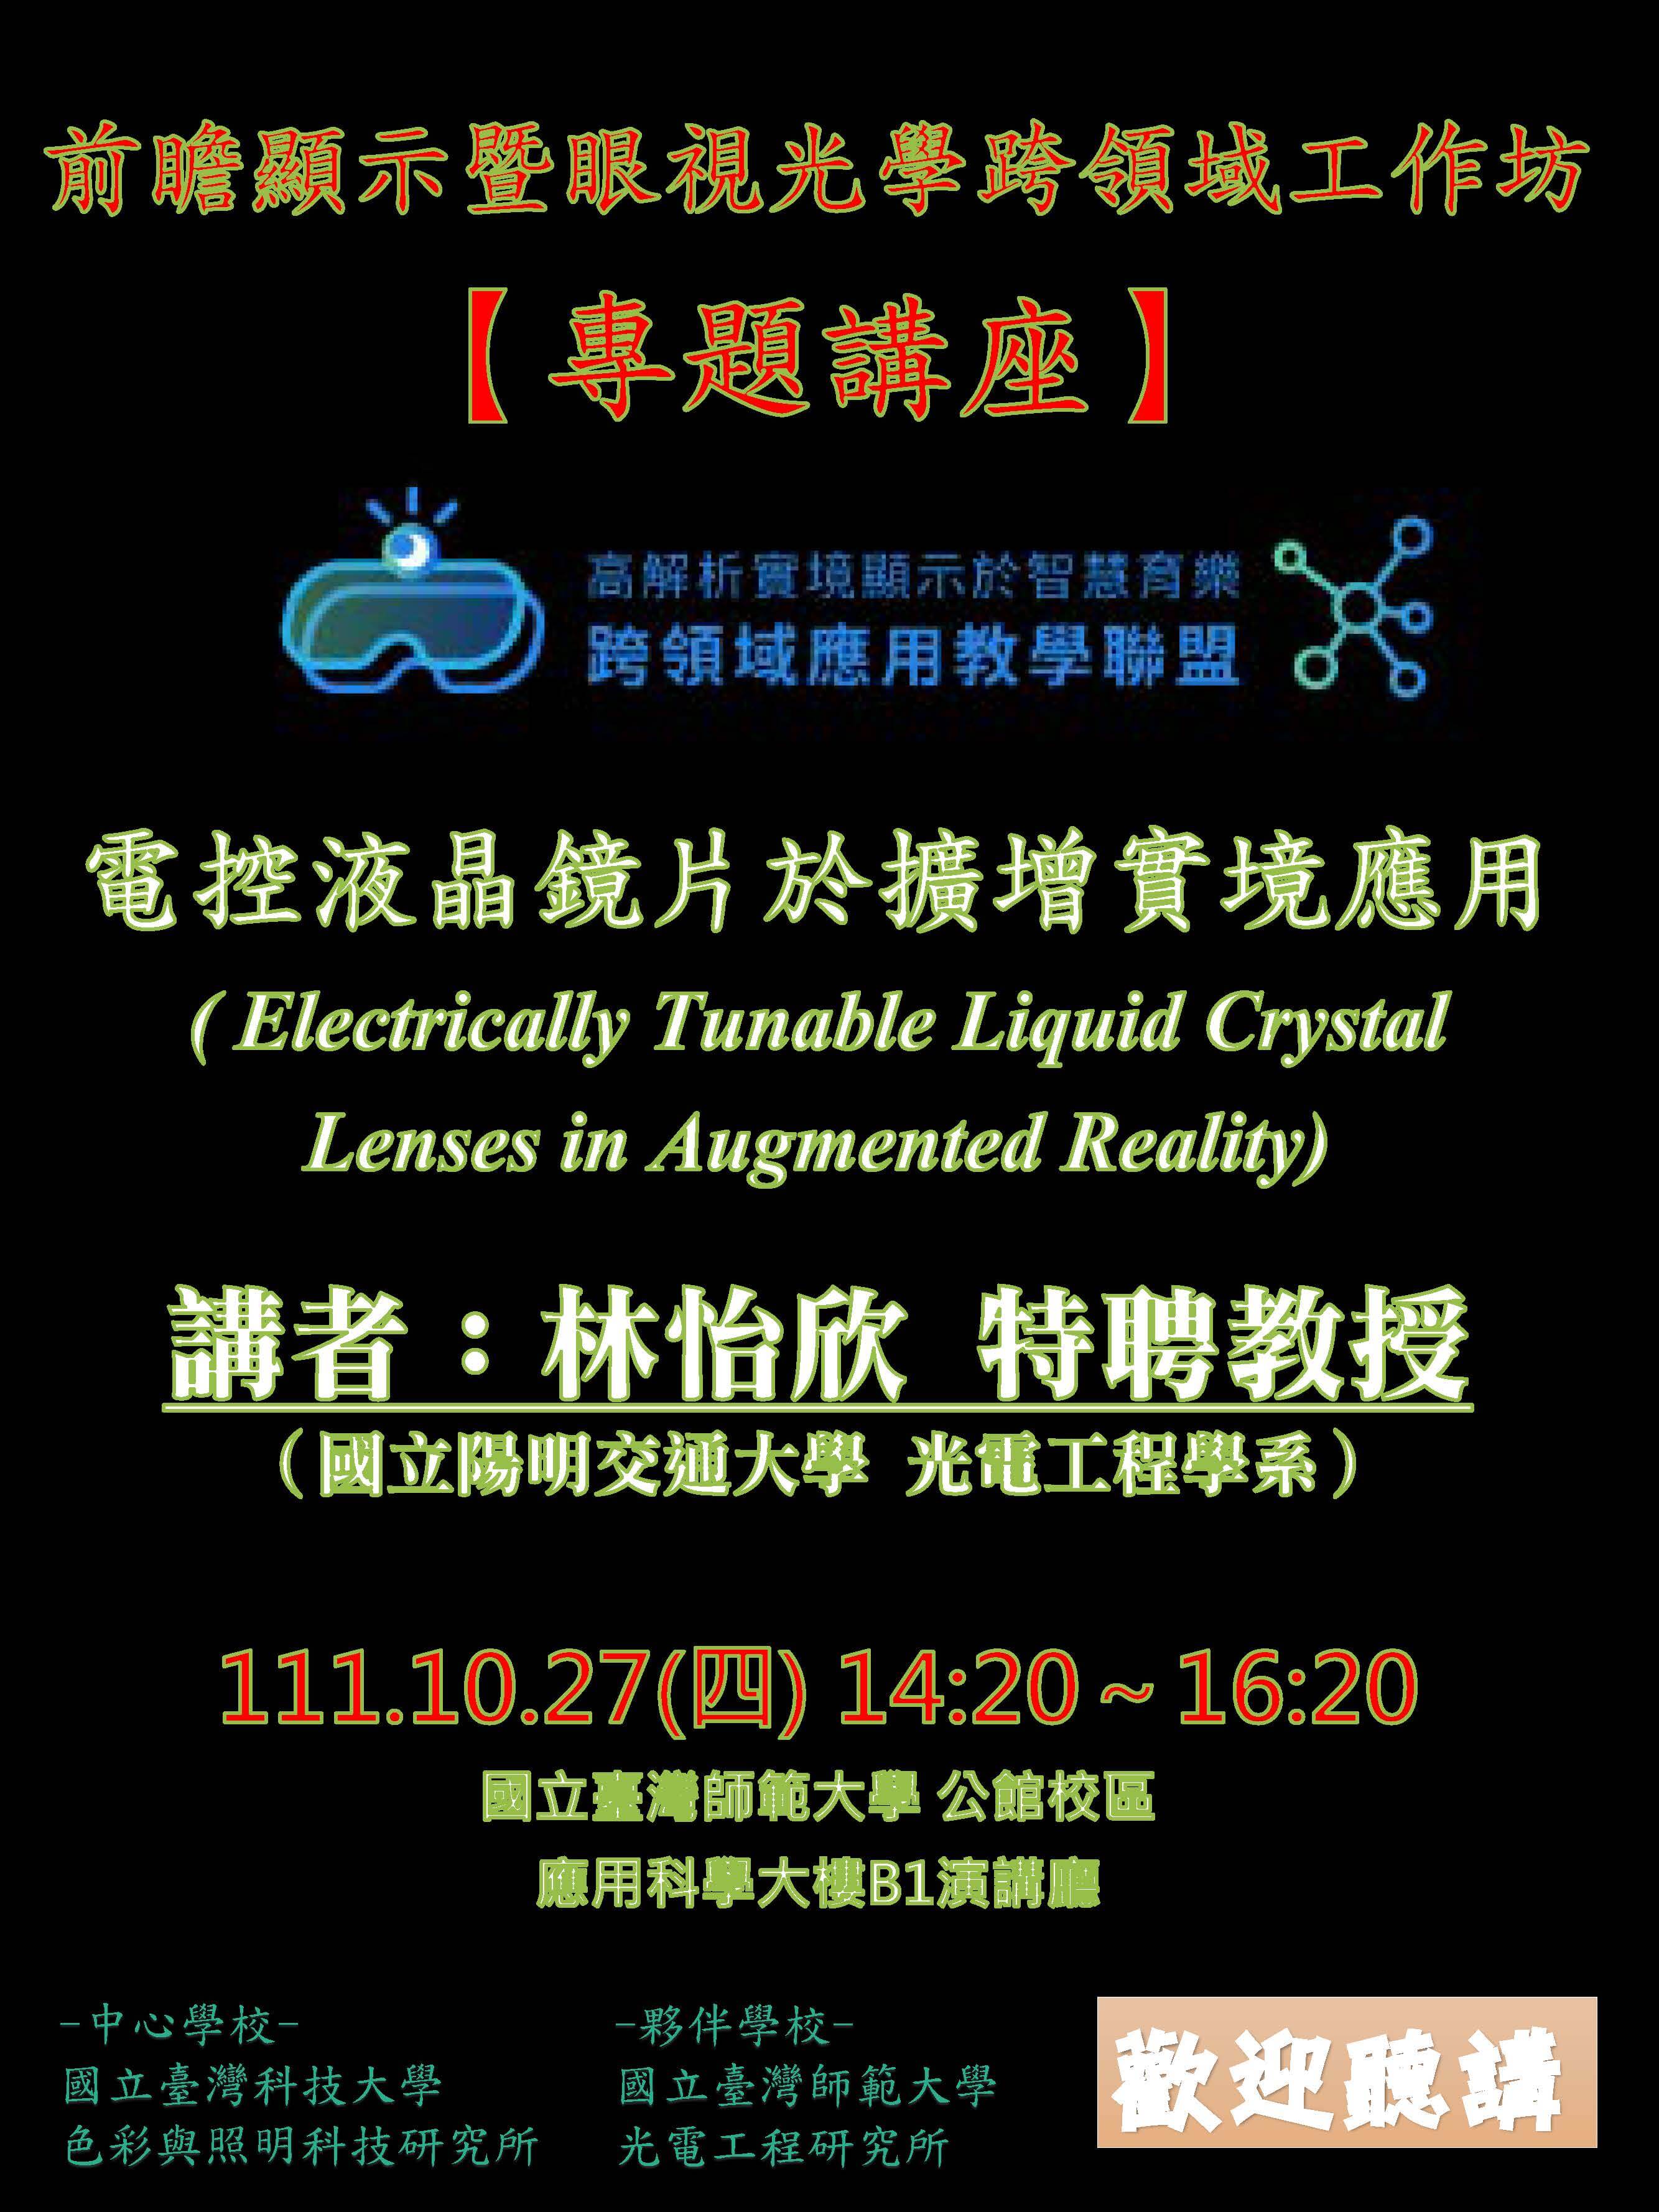 前瞻顯示暨眼視光學跨領域工作坊
【專題講座】
高解析實境顯示於智慧育樂
跨領域應用教學聯盟
電控液晶鏡片於擴增實境應用
( Electrically Tunable Liquid Crystal
Lenses in Augmented Reality)
講者：林怡欣 特聘教授
（國立陽明交通大學 光電工程學系）
111.10.27(四) 14:20～16:20
國立臺灣師範大學 公館校區
應用科學大樓B1演講廳
-中心學校-
國立臺灣科技大學
色彩與照明科技研究所
-夥伴學校-
國立臺灣師範大學
光電工程研究所
歡迎聽講